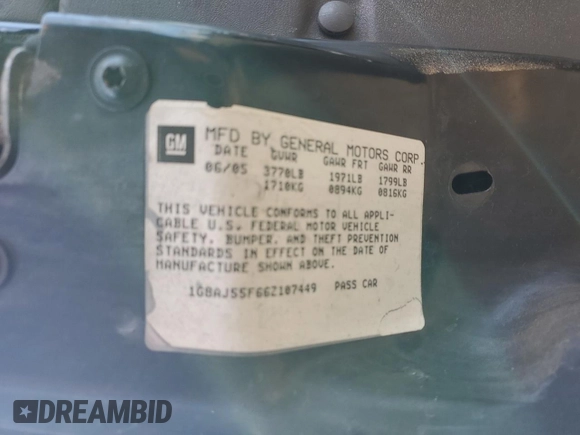 GM MFD BY GENERAL MOTORS CORP
DATE GVWR GAWR FRT GAWR RR
06/05 3770LB 1971LB 1799LB
1710KG 0894KG 0816KG
THIS VEHICLE CONFORMS TO ALL APPLI-
CABLE U.S. FEDERAL MOTOR VEHICLE
SAFETY, BUMPER, AND THEFT PREVENTION
STANDARDS IN EFFECT ON THE DATE OF
MANUFACTURE SHOWN ABOVE.
1G8AJ55F66Z107449 PASS CAR
DREAMBID